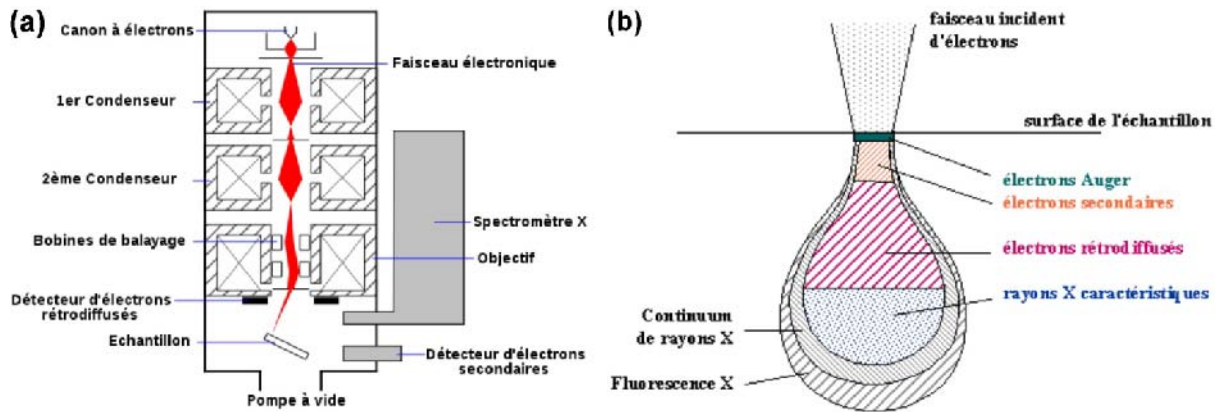 (a)
Canon à électrons
Faisceau électronique
1er Condenseur
2ème Condenseur
Spectromètre X
Bobines de balayage
Objectif
Détecteur d'électrons
rétrodiffusés
Echantillon
Détecteur d'électrons
secondaires
Pompe à vide
(b)
faisceau incident
d'électrons
surface de l'échantillon
électrons Auger
électrons secondaires
électrons rétrodiffusés
rayons X caractéristiques
Continuum
de rayons X
Fluorescence X